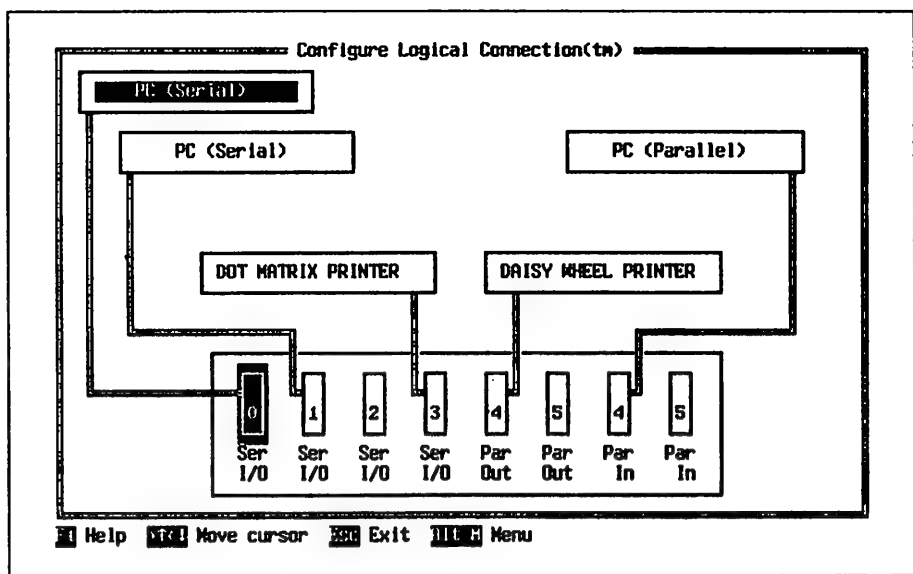 Configure Logical Connection(tm)
PC (Serial)
PC (Serial)
PC (Parallel)
DOT MATRIX PRINTER
DAISY WHEEL PRINTER
0 1 2 3 4 5 4 5
Ser Ser Ser Ser Par Par Par Par
I/O I/O I/O I/O Out Out In In
Help Move cursor Exit Menu